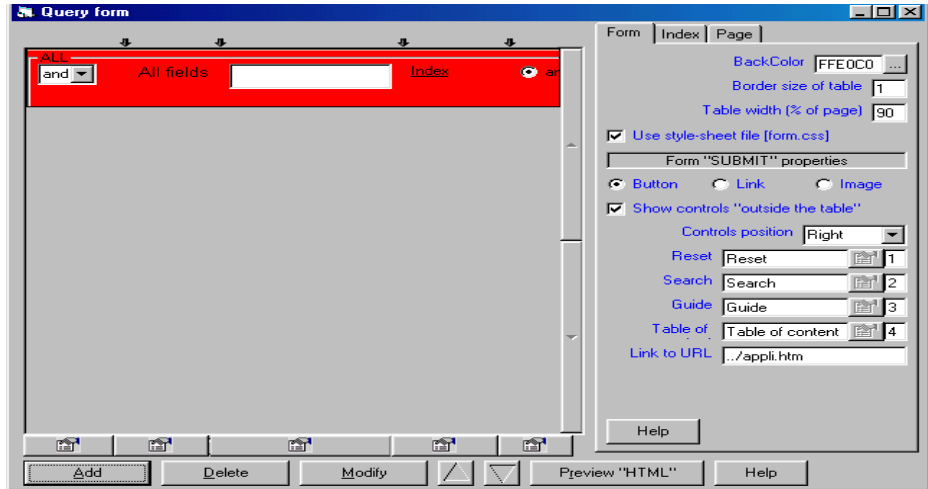 Query form
Form Index Page
ALL
and All fields Index
BackColor FFE0C0 ...
Border size of table 1
Table width (% of page) 90
Use style-sheet file [form.css]
Form "SUBMIT" properties
Button Link Image
Show controls "outside the table"
Controls position Right
Reset Reset 1
Search Search 2
Guide Guide 3
Table of Table of content 4
Link to URL ../appli.htm
Help
Add Delete Modify Preview "HTML" Help